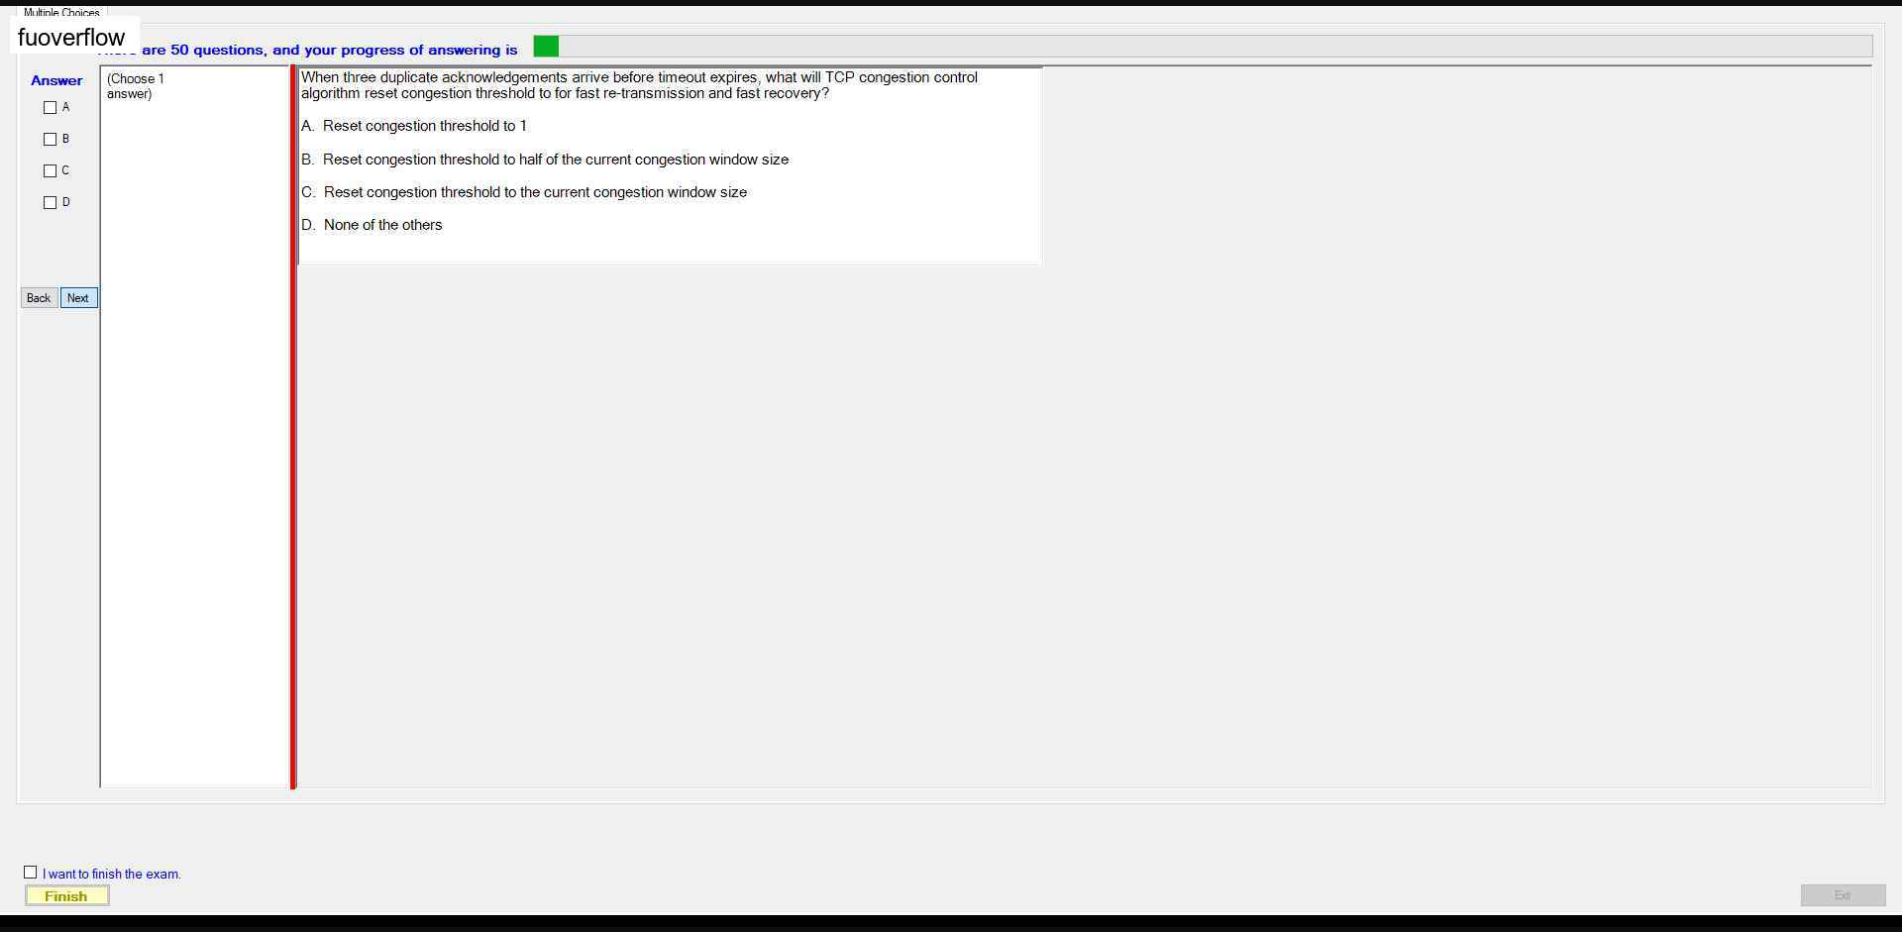 Multiple Choices
fuoverflow
are 50 questions, and your progress of answering is
Answer
(Choose 1
answer)
A
B
C
D
Back
Next
When three duplicate acknowledgements arrive before timeout expires, what will TCP congestion control
algorithm reset congestion threshold to for fast re-transmission and fast recovery?
A. Reset congestion threshold to 1
B. Reset congestion threshold to half of the current congestion window size
C. Reset congestion threshold to the current congestion window size
D. None of the others
I want to finish the exam.
Finish
Exit